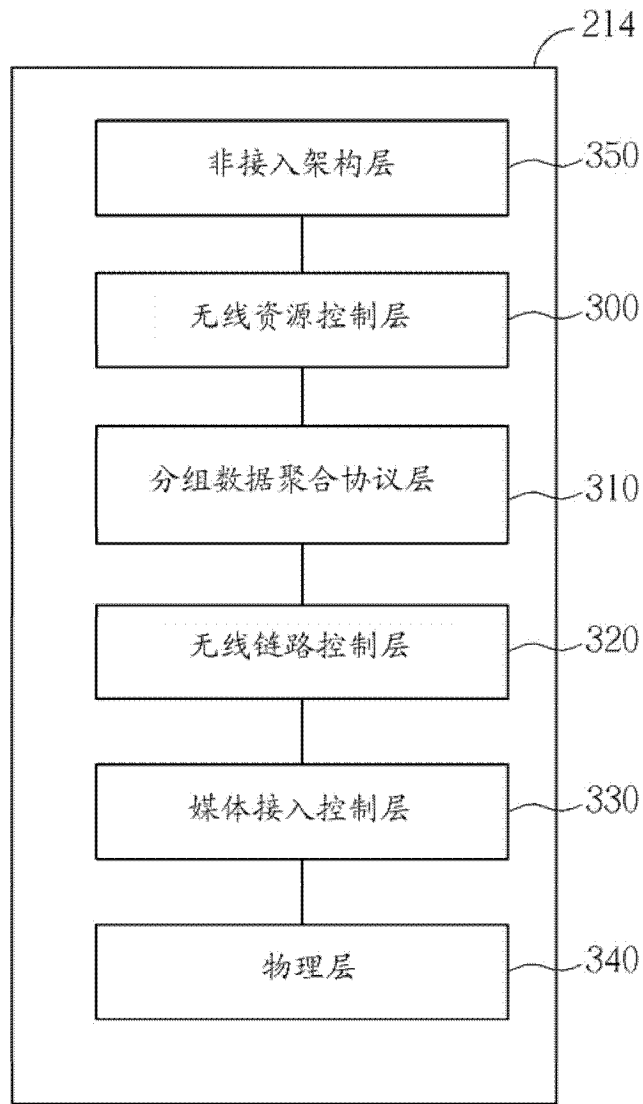 214
非接入架构层
350
无线资源控制层
300
分组数据聚合协议层
310
无线链路控制层
320
媒体接入控制层
330
物理层
340